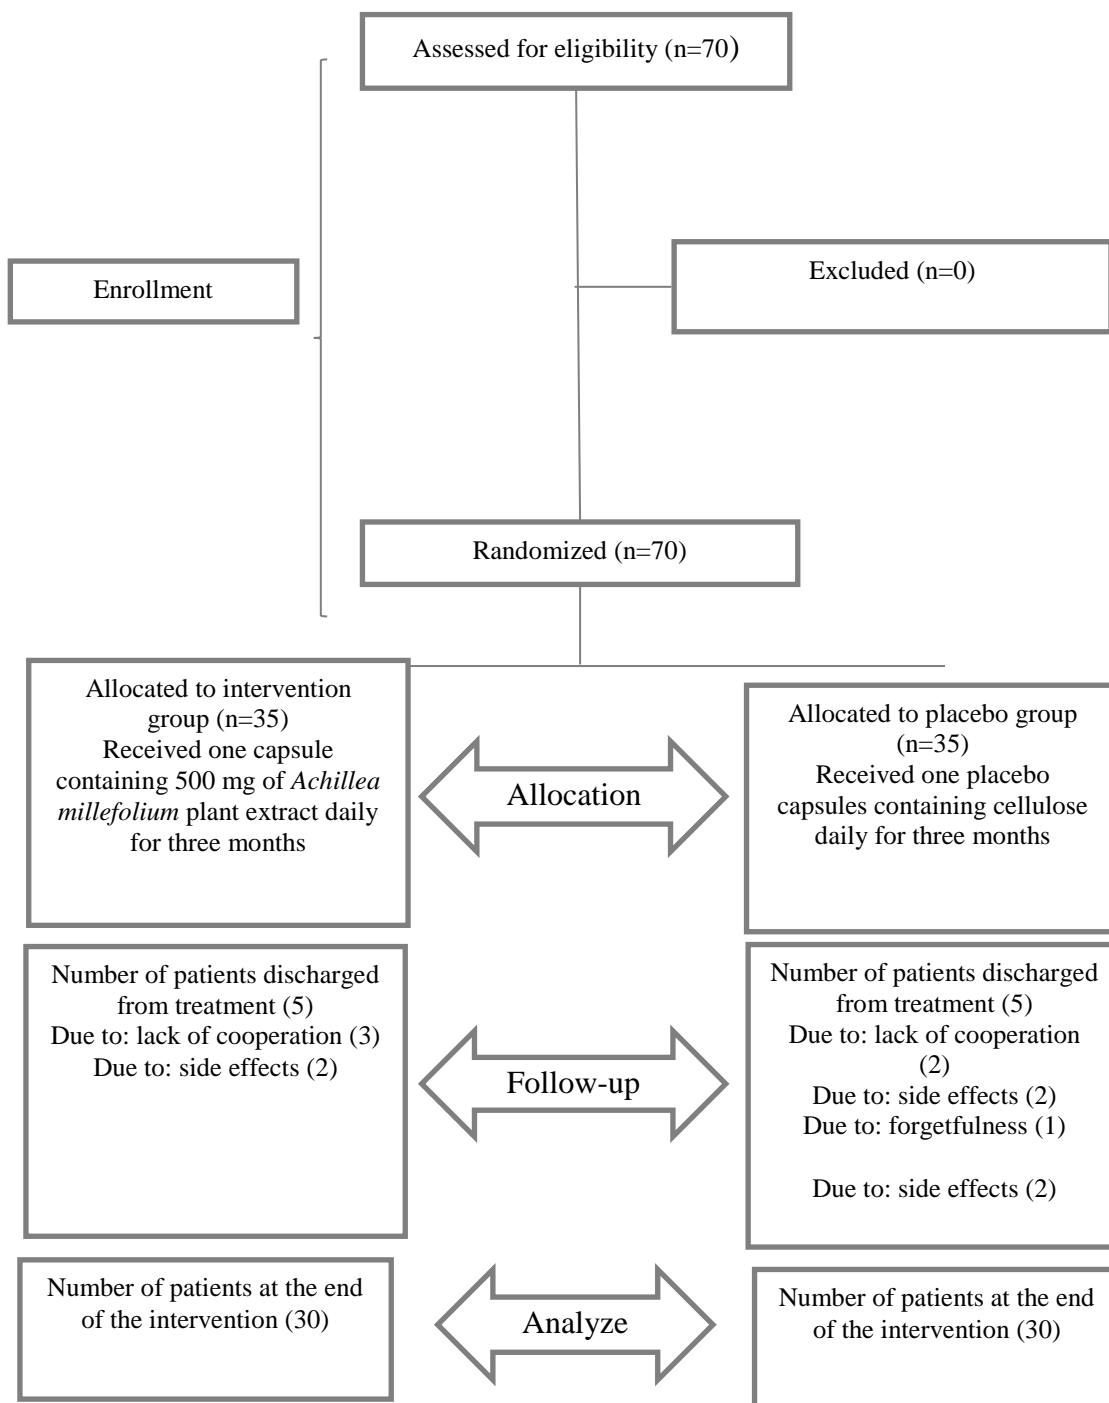 Assessed for eligibility (n=70)
Enrollment
Excluded (n=0)
Randomized (n=70)
Allocated to intervention
group (n=35)
Received one capsule
containing 500 mg of Achillea
millefolium plant extract daily
for three months
Allocation
Allocated to placebo group
(n=35)
Received one placebo
capsules containing cellulose
daily for three months
Number of patients discharged
from treatment (5)
Due to: lack of cooperation (3)
Due to: side effects (2)
Follow-up
Number of patients discharged
from treatment (5)
Due to: lack of cooperation
(2)
Due to: side effects (2)
Due to: forgetfulness (1)
Due to: side effects (2)
Number of patients at the end
of the intervention (30)
Analyze
Number of patients at the end
of the intervention (30)